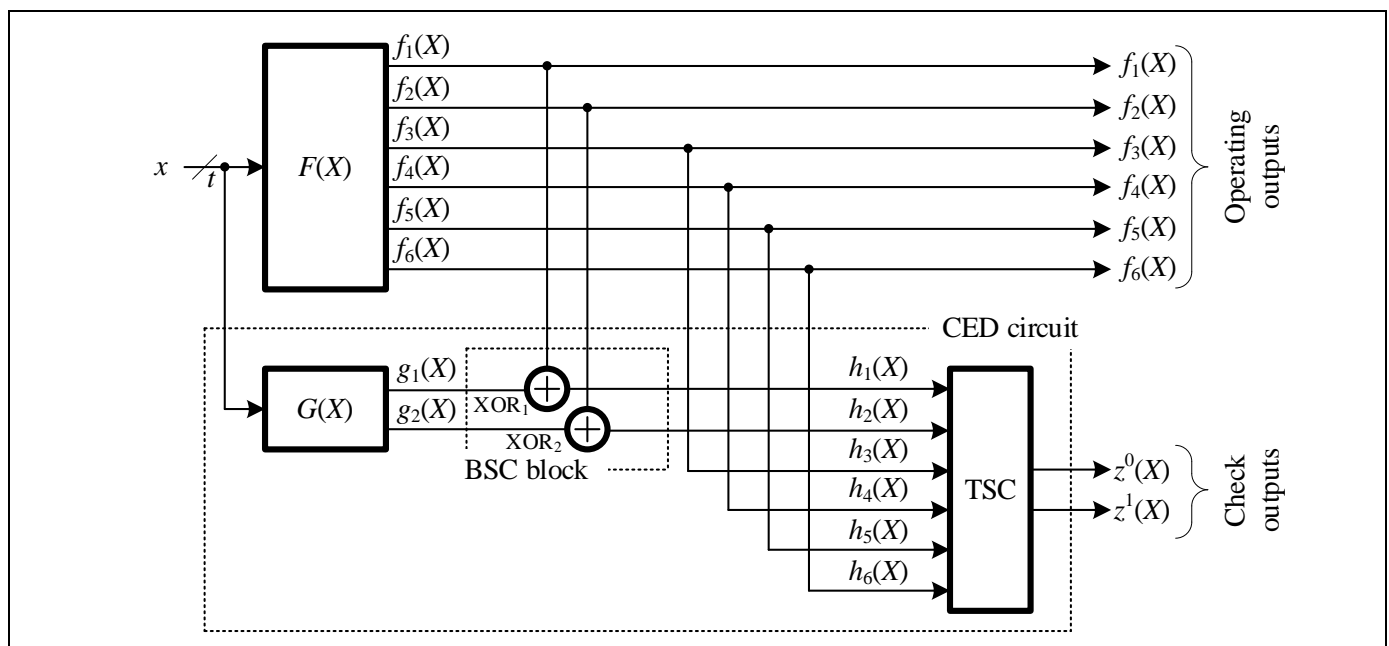 f₁(X)
f₂(X)
f₃(X)
f₄(X)
f₅(X)
f₆(X)
x
t
F(X)
f₁(X)
f₂(X)
f₃(X)
f₄(X)
f₅(X)
f₆(X)
Operating
outputs
CED circuit
g₁(X)
g₂(X)
G(X)
XOR₁
XOR₂
BSC block
h₁(X)
h₂(X)
h₃(X)
h₄(X)
h₅(X)
h₆(X)
TSC
z⁰(X)
z¹(X)
Check
outputs